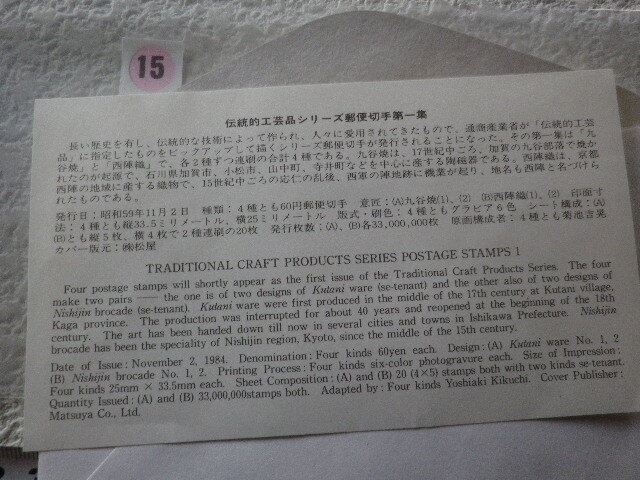 15
伝統的工芸品シリーズ郵便切手第一集
長い歴史を有し、伝統的な技術によって作られ、人々に愛用されてきたもので、通商産業省が「伝統的工芸
品」に指定したものをピックアップして描くシリーズ郵便切手が発行されることになった。その第一集は「九
谷焼」と「西陣織」で、各2種ずつ連刷の合計4種である。九谷焼は、17世紀中ごろ、加賀の九谷部落で焼か
れたのが起源で、石川県加賀市、小松市、山中町、寺井町などを中心に産する陶磁器である。西陣織は、京都
西陣の地域に産する織物で、15世紀中ごろの応仁の乱後、西軍の陣地跡に機業が起り、地名も西陣と名づけら
れたものである。
発行日：昭和59年11月2日 種類：4種とも60円郵便切手 意匠：(A)九谷焼(1)、(2) (B)西陣織(1)、(2) 印面寸
法：4種とも縦33.5ミリメートル、横25ミリメートル 版式・刷色：4種ともグラビア6色 シート構成：(A)
(B)とも縦5枚、横4枚で2種連刷の20枚 発行枚数：(A)、(B)各33,000,000枚 原画構成者：4種とも菊池吉晃
カバー版元：㈱松屋
TRADITIONAL CRAFT PRODUCTS SERIES POSTAGE STAMPS 1
Four postage stamps will shortly appear as the first issue of the Traditional Craft Products Series. The four
make two pairs — the one is of two designs of Kutani ware (se-tenant) and the other also of two designs of
Nishijin brocade (se-tenant). Kutani ware were first produced in the middle of the 17th century at Kutani village,
Kaga province. The production was interrupted for about 40 years and reopened at the beginning of the 18th
century. The art has been handed down till now in several cities and towns in Ishikawa Prefecture. Nishijin
brocade has been the speciality of Nishijin region, Kyoto, since the middle of the 15th century.
Date of Issue: November 2, 1984. Denomination: Four kinds 60yen each. Design: (A) Kutani ware No. 1, 2
(B) Nishijin brocade No. 1, 2. Printing Process: Four kinds six-color photogravure each. Size of Impression:
Four kinds 25mm × 33.5mm each. Sheet Composition: (A) and (B) 20 (4×5) stamps both with two kinds se-tenant.
Quantity Issued: (A) and (B) 33,000,000stamps both. Adapted by: Four kinds Yoshiaki Kikuchi. Cover Publisher:
Matsuya Co., Ltd.